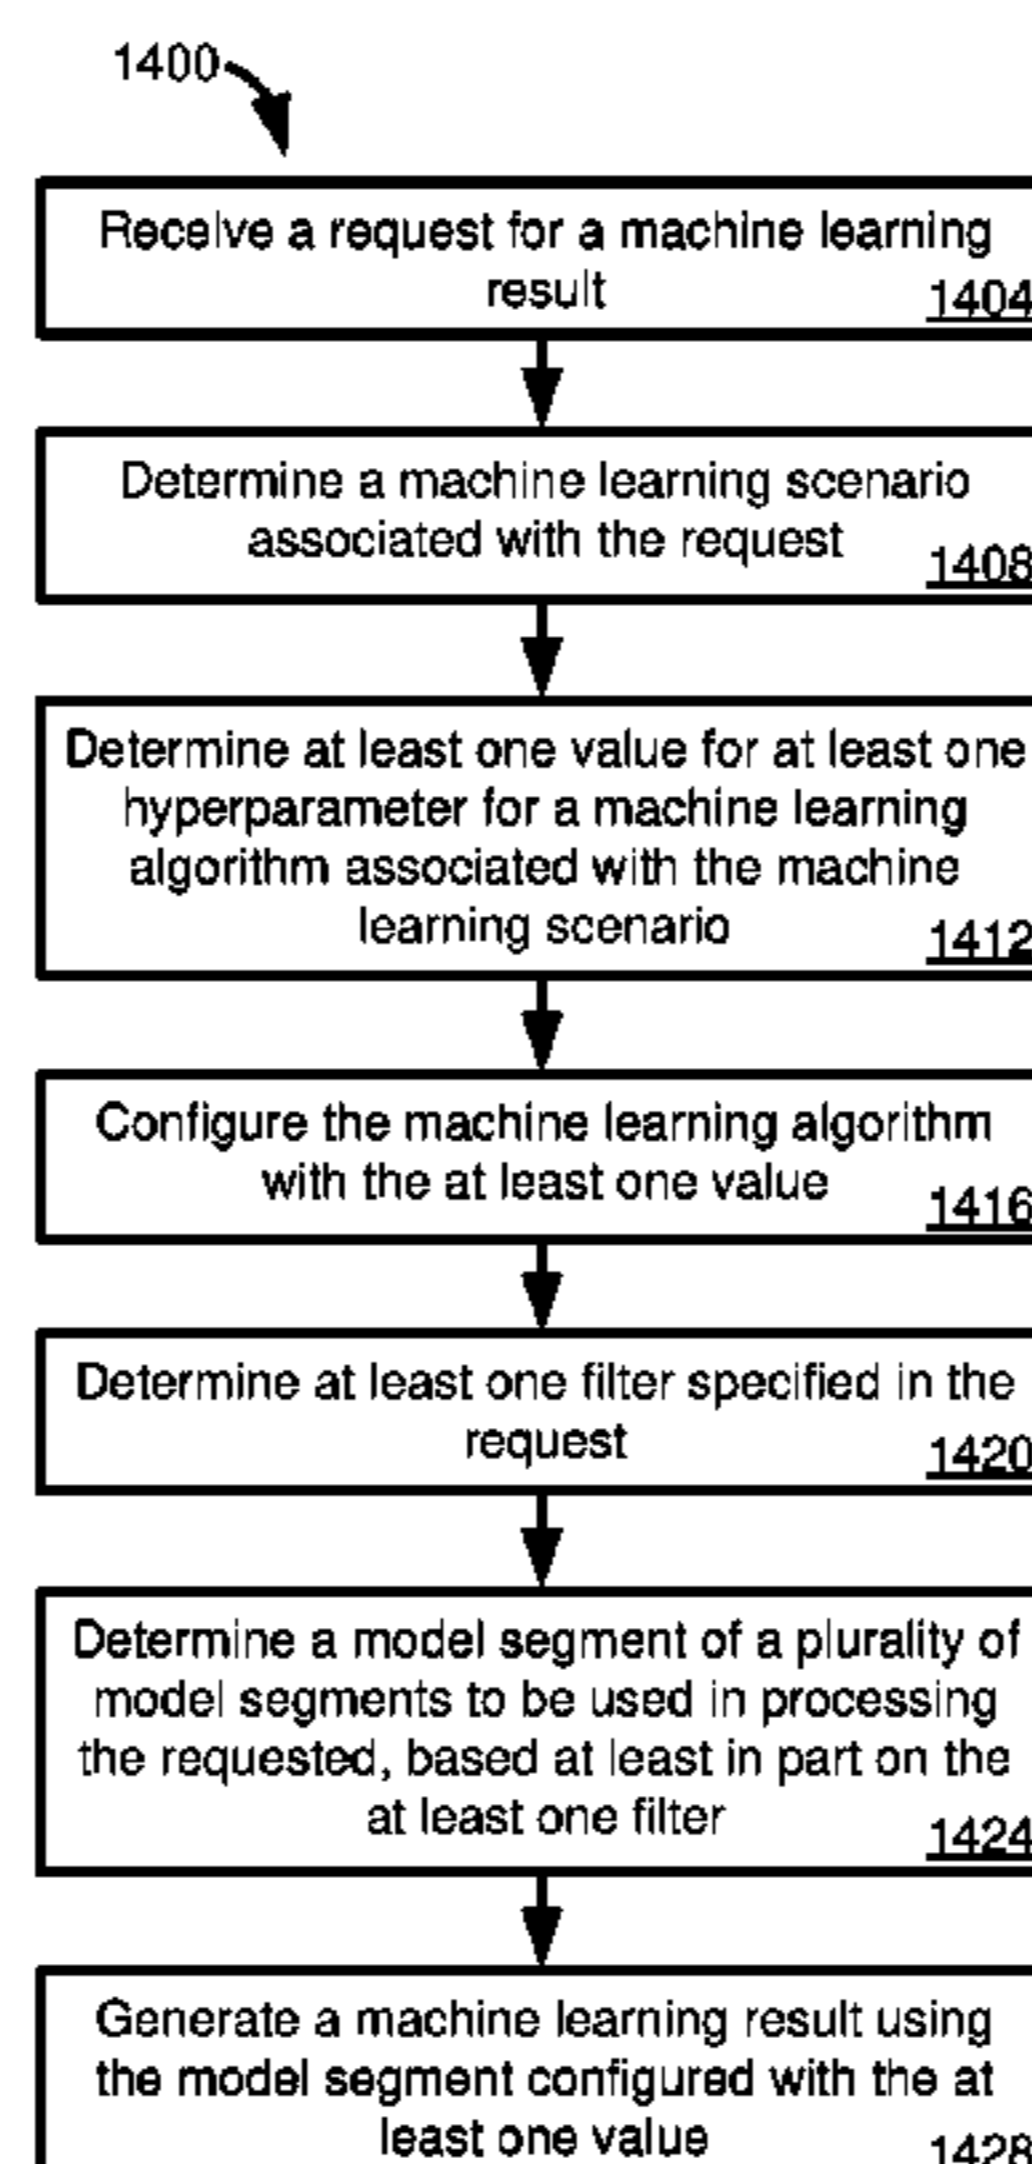 1400
Receive a request for a machine learning
result
1404
Determine a machine learning scenario
associated with the request
1408
Determine at least one value for at least one
hyperparameter for a machine learning
algorithm associated with the machine
learning scenario
1412
Configure the machine learning algorithm
with the at least one value
1416
Determine at least one filter specified in the
request
1420
Determine a model segment of a plurality of
model segments to be used in processing
the requested, based at least in part on the
at least one filter
1424
Generate a machine learning result using
the model segment configured with the at
least one value
1428